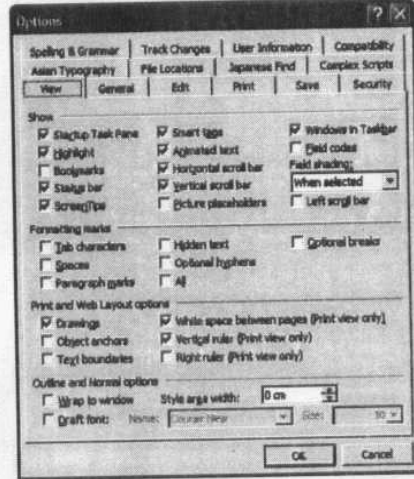 Options
Spelling & Grammar Track Changes User Information Compatibility
Asian Typography File Locations Japanese Find Complex Scripts
View General Edit Print Save Security
Show
Startup Task Pane Smart tags Windows in Taskbar
Highlight Animated text Field codes
Bookmarks Horizontal scroll bar Field shading:
Status bar Vertical scroll bar When selected
ScreenTips Picture placeholders Left scroll bar
Formatting marks
Tab characters Hidden text Optional breaks
Spaces Optional hyphens
Paragraph marks All
Print and Web Layout options
Drawings White space between pages (Print view only)
Object anchors Vertical ruler (Print view only)
Text boundaries Right ruler (Print view only)
Outline and Normal options
Wrap to window Style area width: 0 cm
Draft font: Name: Courier New Size: 10
OK Cancel